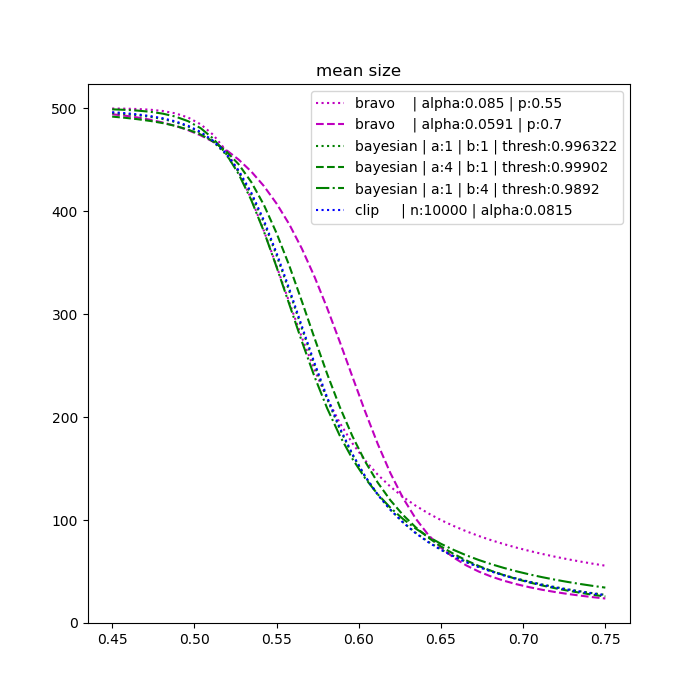 mean size
bravo    | alpha:0.085 | p:0.55
bravo    | alpha:0.0591 | p:0.7
bayesian | a:1 | b:1 | thresh:0.996322
bayesian | a:4 | b:1 | thresh:0.99902
bayesian | a:1 | b:4 | thresh:0.9892
clip     | n:10000 | alpha:0.0815
500
400
300
200
100
0
0.45 0.50 0.55 0.60 0.65 0.70 0.75